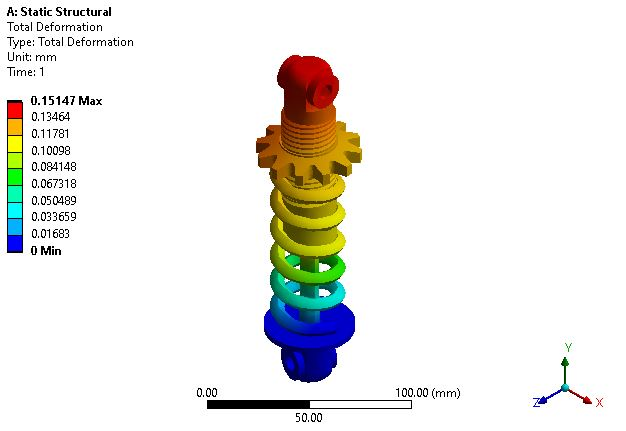 A: Static Structural
Total Deformation
Type: Total Deformation
Unit: mm
Time: 1
0.15147 Max
0.13464
0.11781
0.10098
0.084148
0.067318
0.050489
0.033659
0.01683
0 Min
0.00
100.00 (mm)
50.00
Y
Z
X